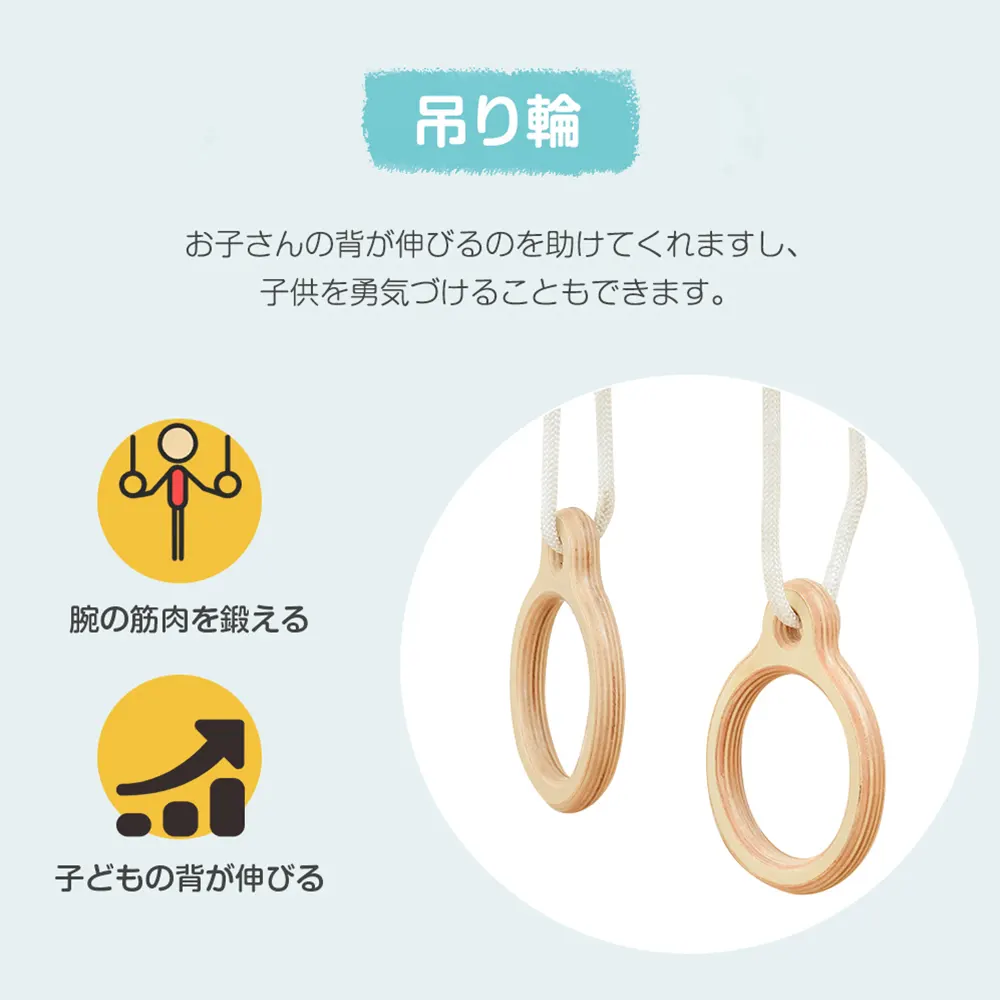 吊り輪
お子さんの背が伸びるのを助けてくれますし、
子供を勇気づけることもできます。
腕の筋肉を鍛える
子どもの背が伸びる